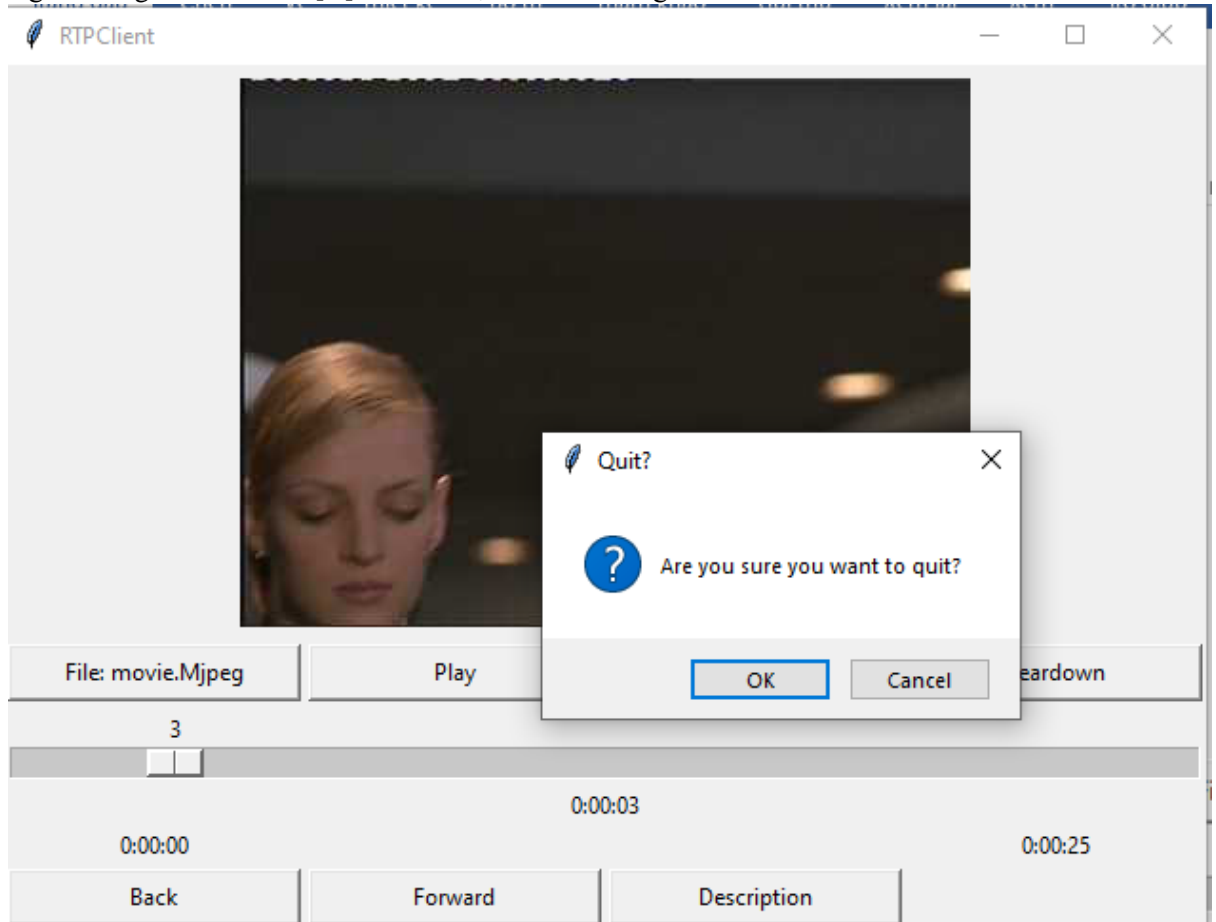 RTPClient
Quit?
Are you sure you want to quit?
OK Cancel
File: movie.Mjpeg Play eardown
3
0:00:03
0:00:00 0:00:25
Back Forward Description